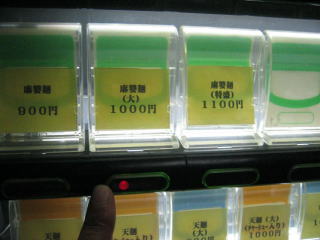 麻婆麺
900円
麻婆麺
(大)
1000円
麻婆麺
(特盛)
1100円
天麺
天麺
(大)
天麺(大)
1000円